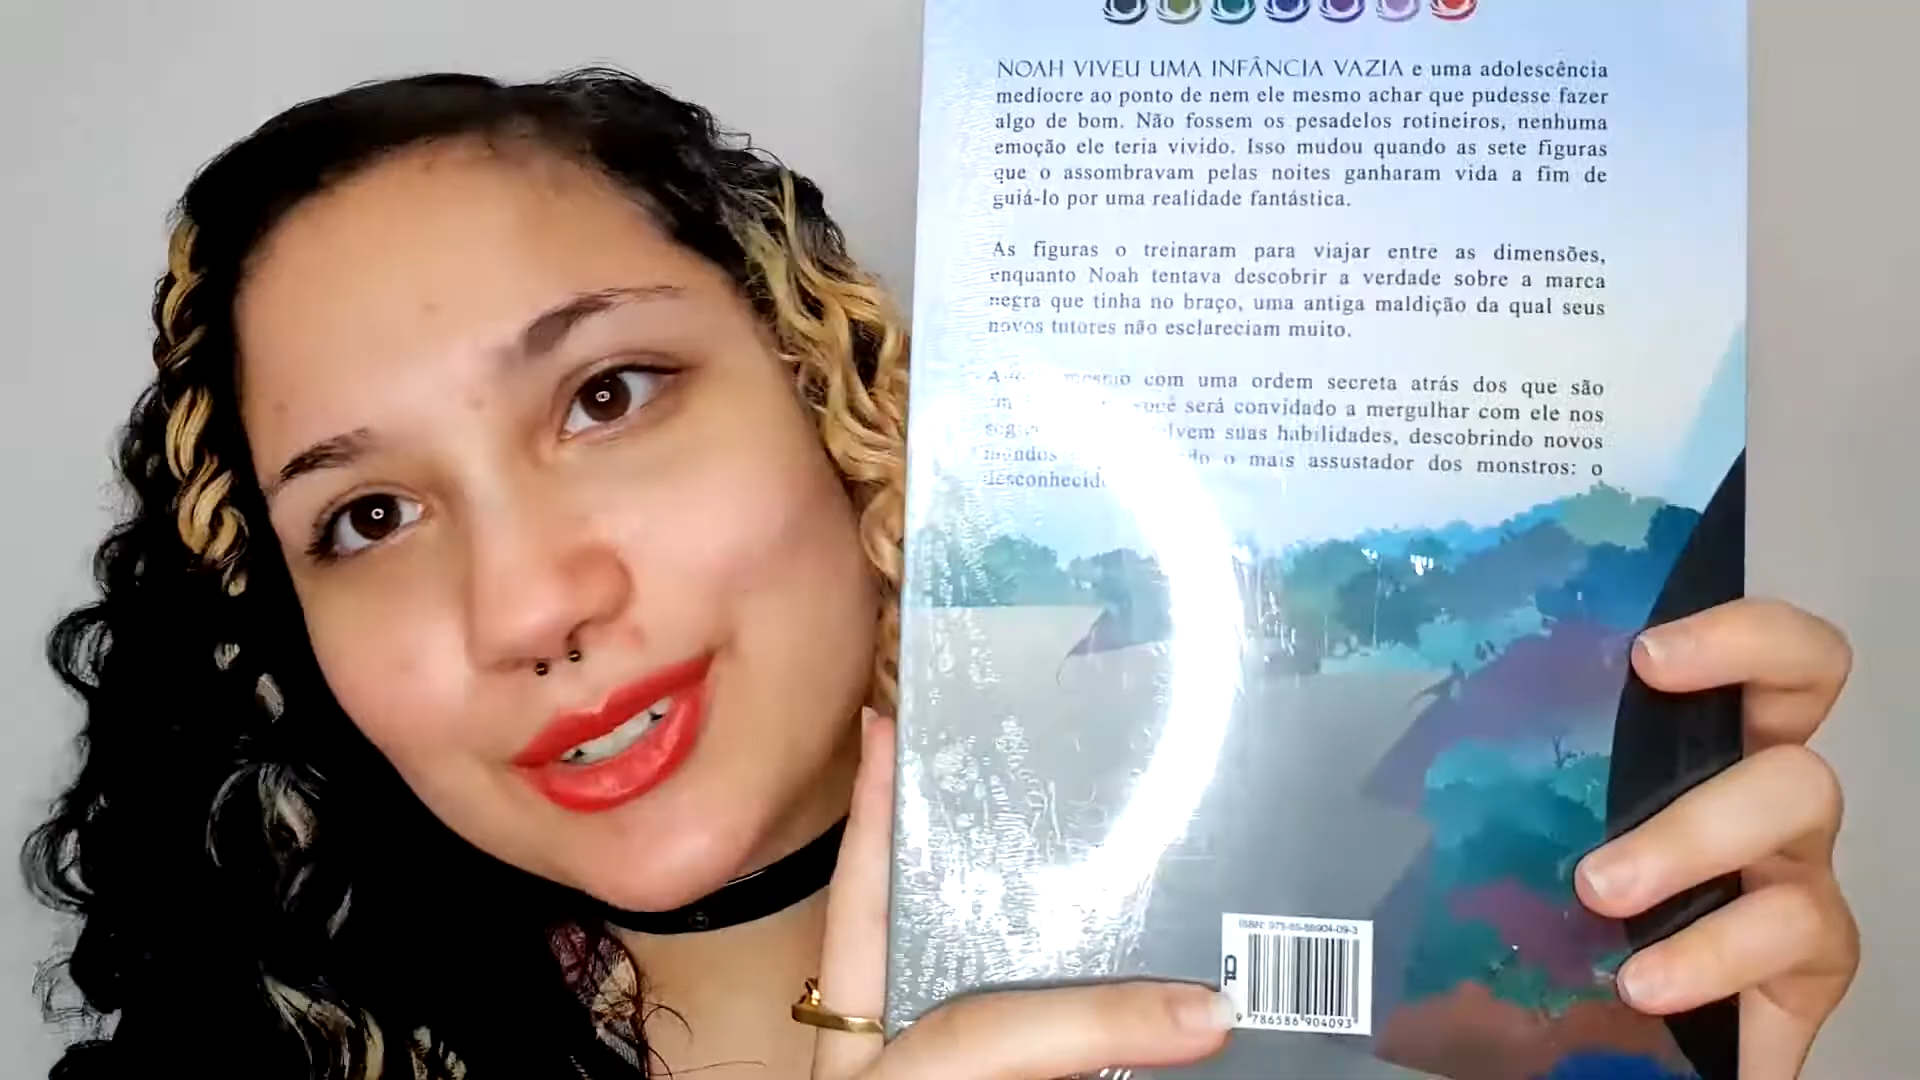 NOAH VIVEU UMA INFÂNCIA VAZIA e uma adolescência
medíocre ao ponto de nem ele mesmo achar que pudesse fazer
algo de bom. Não fossem os pesadelos rotineiros, nenhuma
emoção ele teria vivido. Isso mudou quando as sete figuras
que o assombravam pelas noites ganharam vida a fim de
guiá-lo por uma realidade fantástica.
As figuras o treinaram para viajar entre as dimensões,
enquanto Noah tentava descobrir a verdade sobre a marca
negra que tinha no braço, uma antiga maldição da qual seus
novos tutores não esclareciam muito.
mesmo com uma ordem secreta atrás dos que são
você será convidado a mergulhar com ele nos
suas habilidades, descobrindo novos
mundos o mais assustador dos monstros: o
desconhecido
ISBN: 978-65-86904-09-3
9 786586 904093